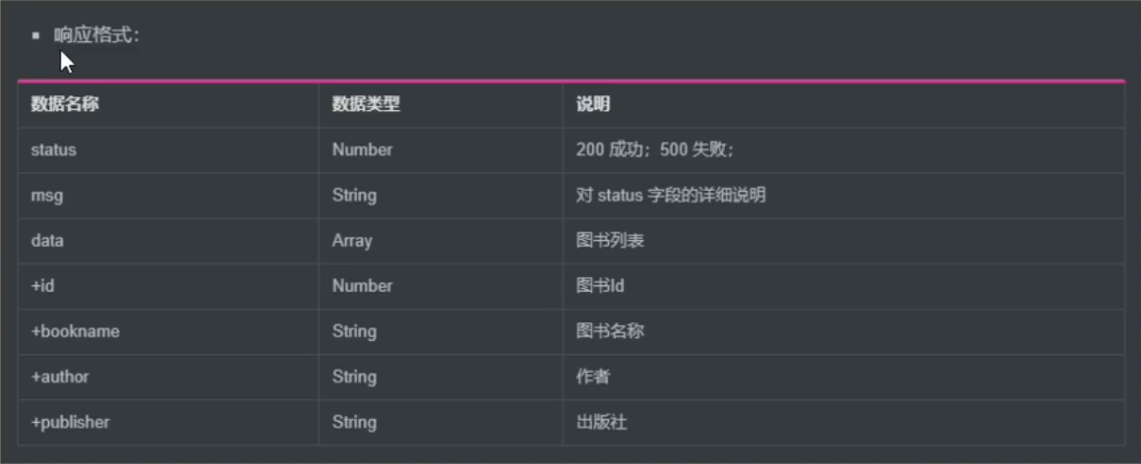 ▪ 响应格式：
数据名称 数据类型 说明
status Number 200 成功；500 失败；
msg String 对 status 字段的详细说明
data Array 图书列表
+id Number 图书Id
+bookname String 图书名称
+author String 作者
+publisher String 出版社